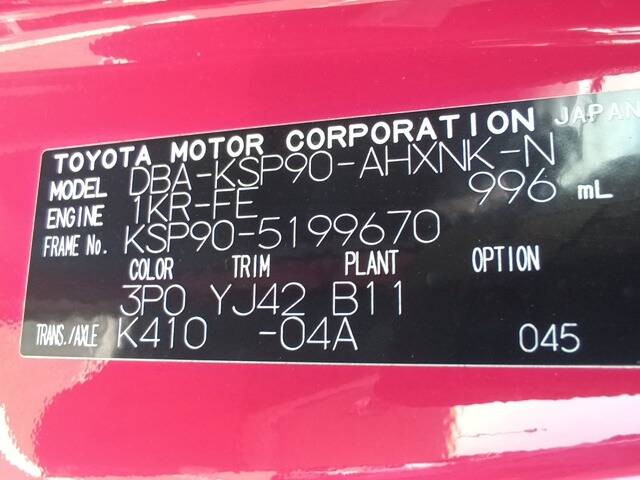 TOYOTA MOTOR CORPORATION JAPAN
MODEL DBA-KSP90-AHXNK-N
ENGINE 1KR-FE 996 mL
FRAME No. KSP90-5199670
COLOR TRIM PLANT OPTION
3P0 YJ42 B11
TRANS./AXLE K410 -04A 045